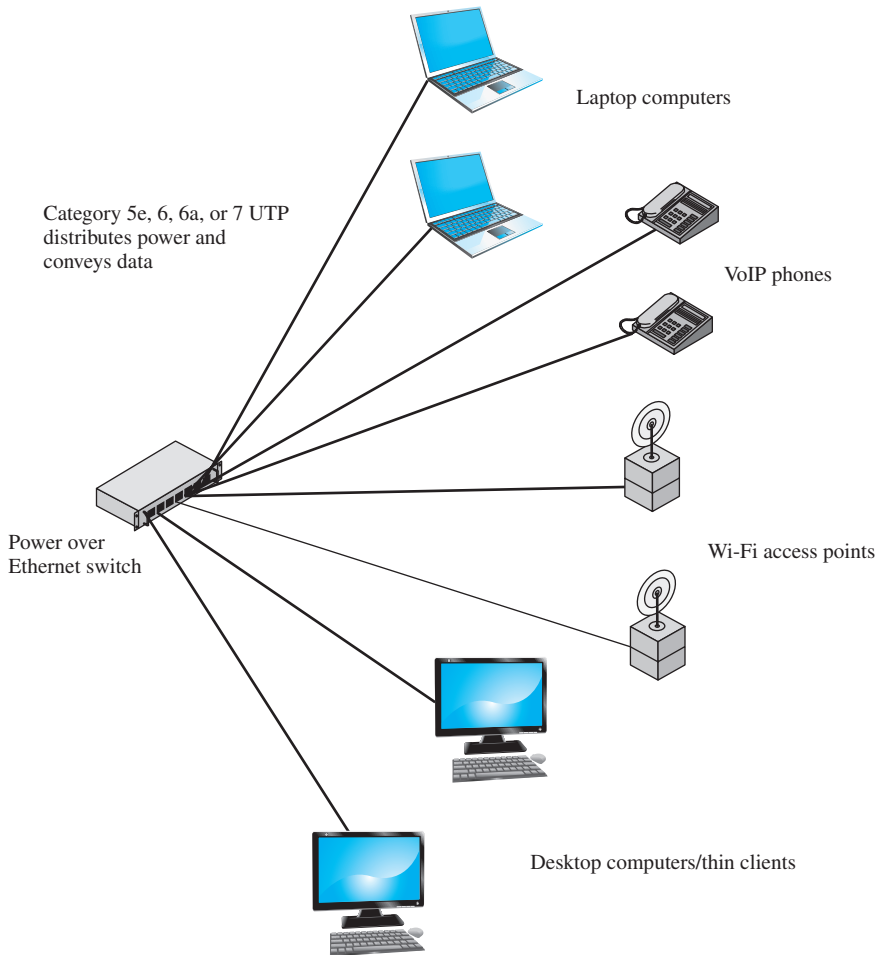 Laptop computers
Category 5e, 6, 6a, or 7 UTP
distributes power and
conveys data
VoIP phones
Power over
Ethernet switch
Wi-Fi access points
Desktop computers/thin clients